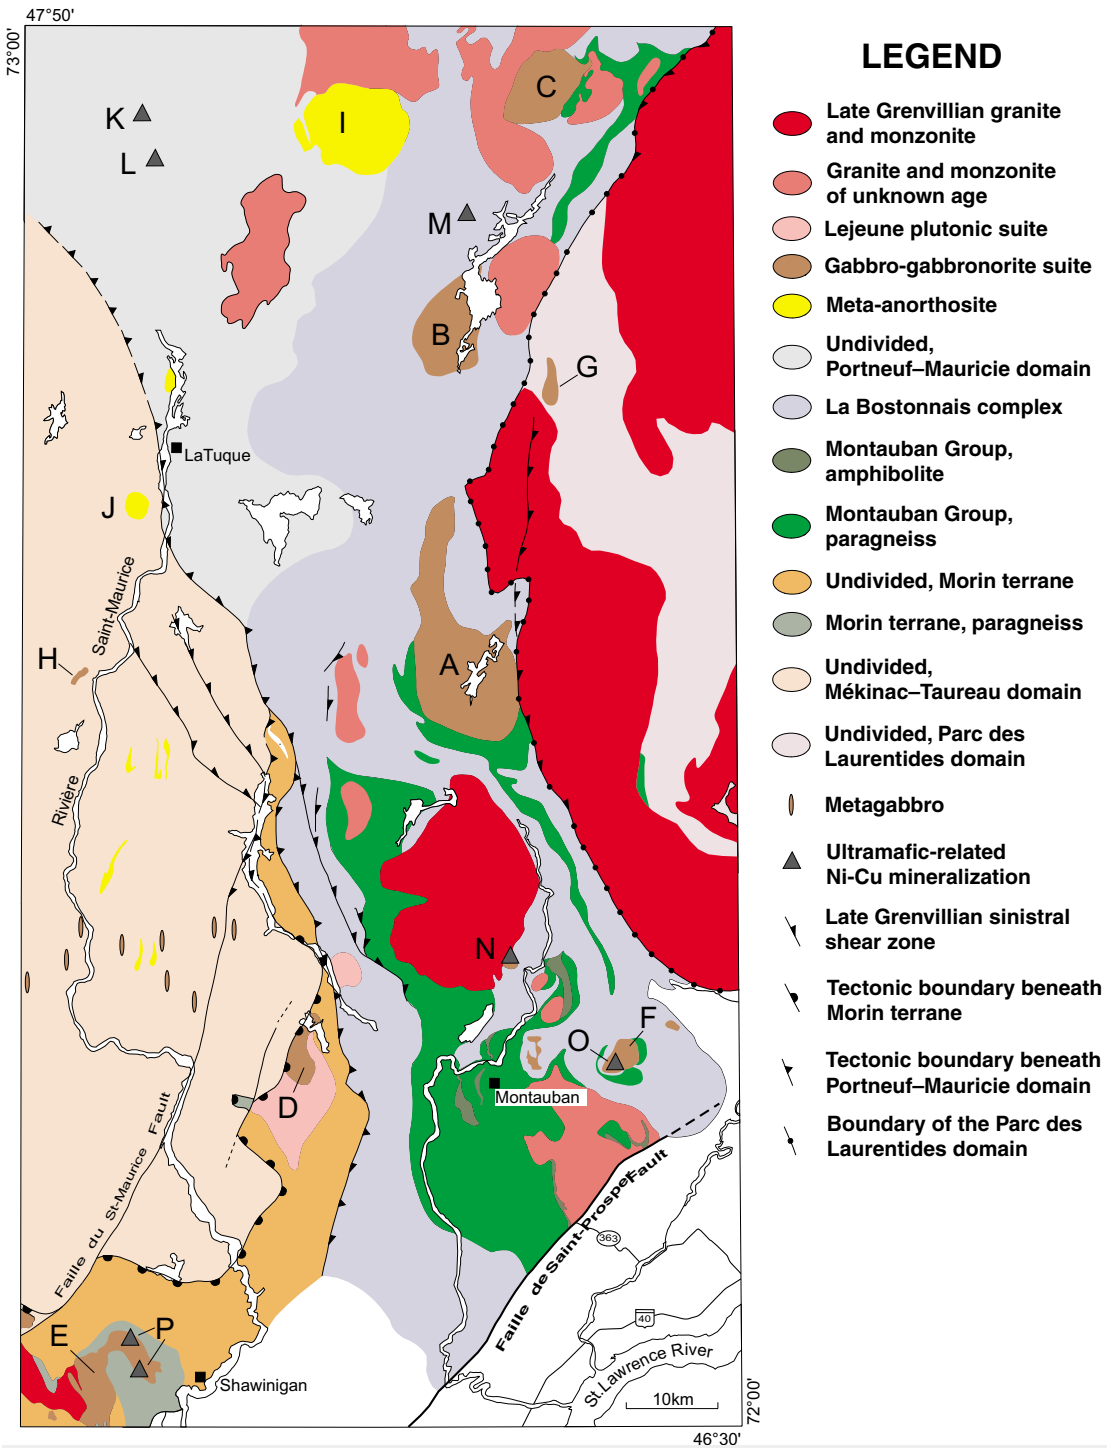 47°50'
73°00'
K
L
I
C
M
B
G
LaTuque
J
Saint-Maurice
H
A
Rivière
N
O
F
Montauban
D
Faille du St-Maurice Fault
Faille de Saint-Prosper Fault
363
40
St.Lawrence River
E
P
Shawinigan
10km
72°00'
46°30'
LEGEND
Late Grenvillian granite
and monzonite
Granite and monzonite
of unknown age
Lejeune plutonic suite
Gabbro-gabbronorite suite
Meta-anorthosite
Undivided,
Portneuf–Mauricie domain
La Bostonnais complex
Montauban Group,
amphibolite
Montauban Group,
paragneiss
Undivided, Morin terrane
Morin terrane, paragneiss
Undivided,
Mékinac–Taureau domain
Undivided, Parc des
Laurentides domain
Metagabbro
Ultramafic-related
Ni-Cu mineralization
Late Grenvillian sinistral
shear zone
Tectonic boundary beneath
Morin terrane
Tectonic boundary beneath
Portneuf–Mauricie domain
Boundary of the Parc des
Laurentides domain